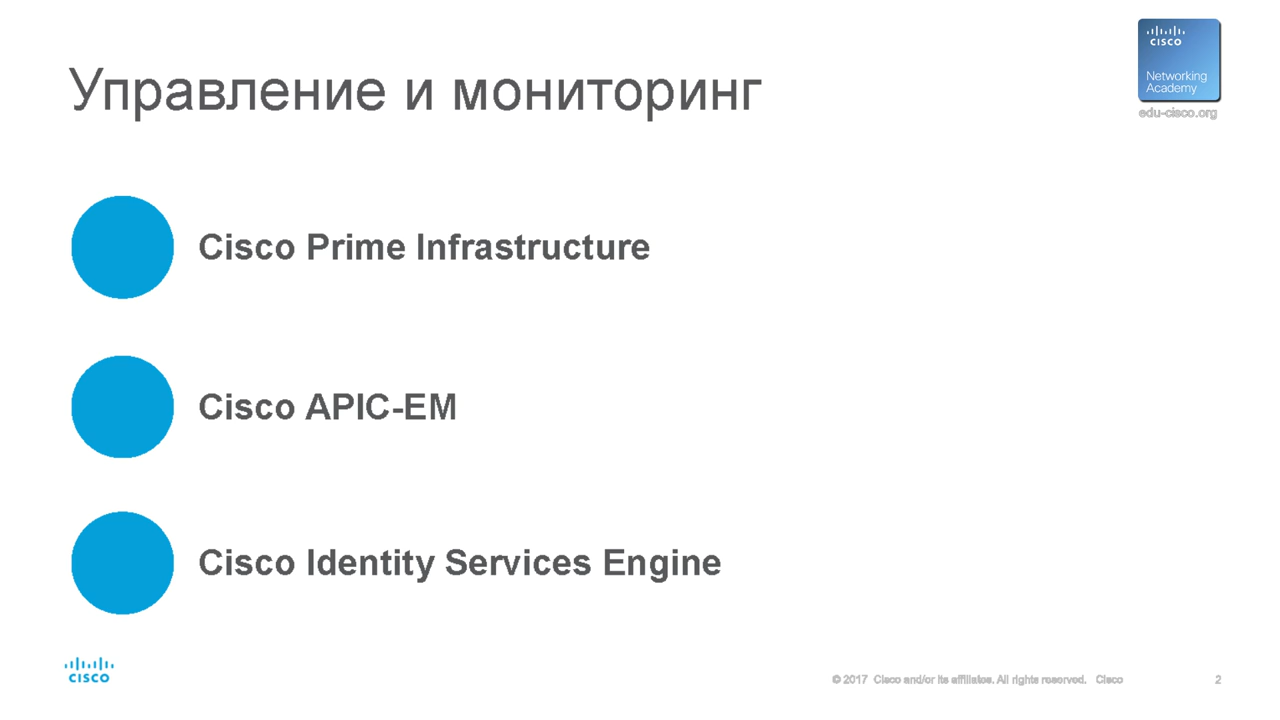 Управление и мониторинг
CISCO
Networking
Academy
edu-cisco.org
Cisco Prime Infrastructure
Cisco APIC-EM
Cisco Identity Services Engine
CISCO
© 2017 Cisco and/or its affiliates. All rights reserved. Cisco 2